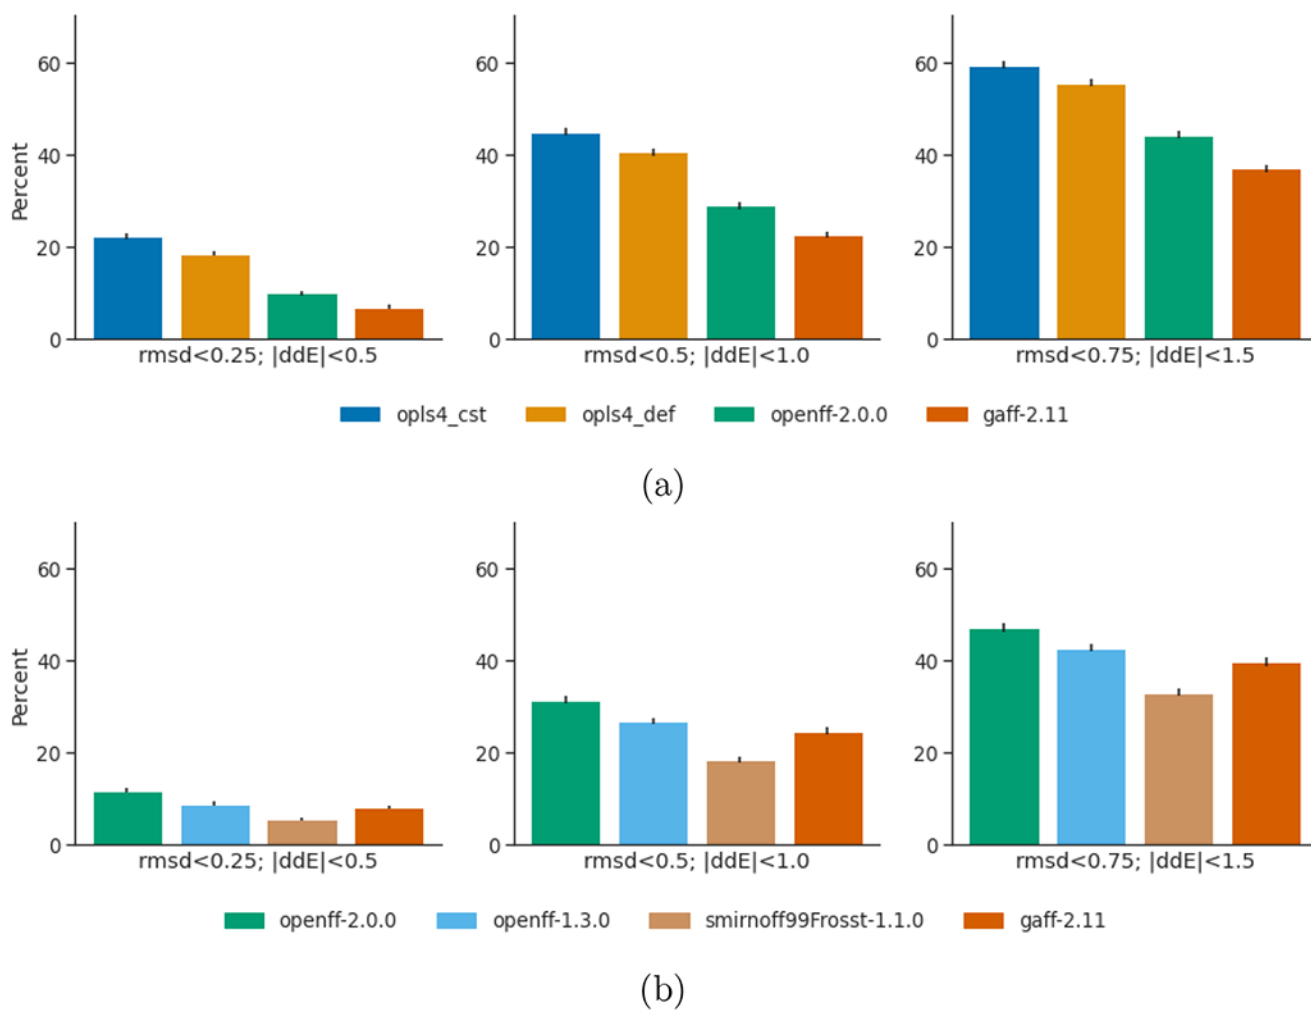 60 60 60
40 40 40
20 20 20
0 0 0
Percent
rmsd<0.25; |ddE|<0.5 rmsd<0.5; |ddE|<1.0 rmsd<0.75; |ddE|<1.5
opls4_cst opls4_def openff-2.0.0 gaff-2.11
(a)
60 60 60
40 40 40
20 20 20
0 0 0
Percent
rmsd<0.25; |ddE|<0.5 rmsd<0.5; |ddE|<1.0 rmsd<0.75; |ddE|<1.5
openff-2.0.0 openff-1.3.0 smirnoff99Frosst-1.1.0 gaff-2.11
(b)